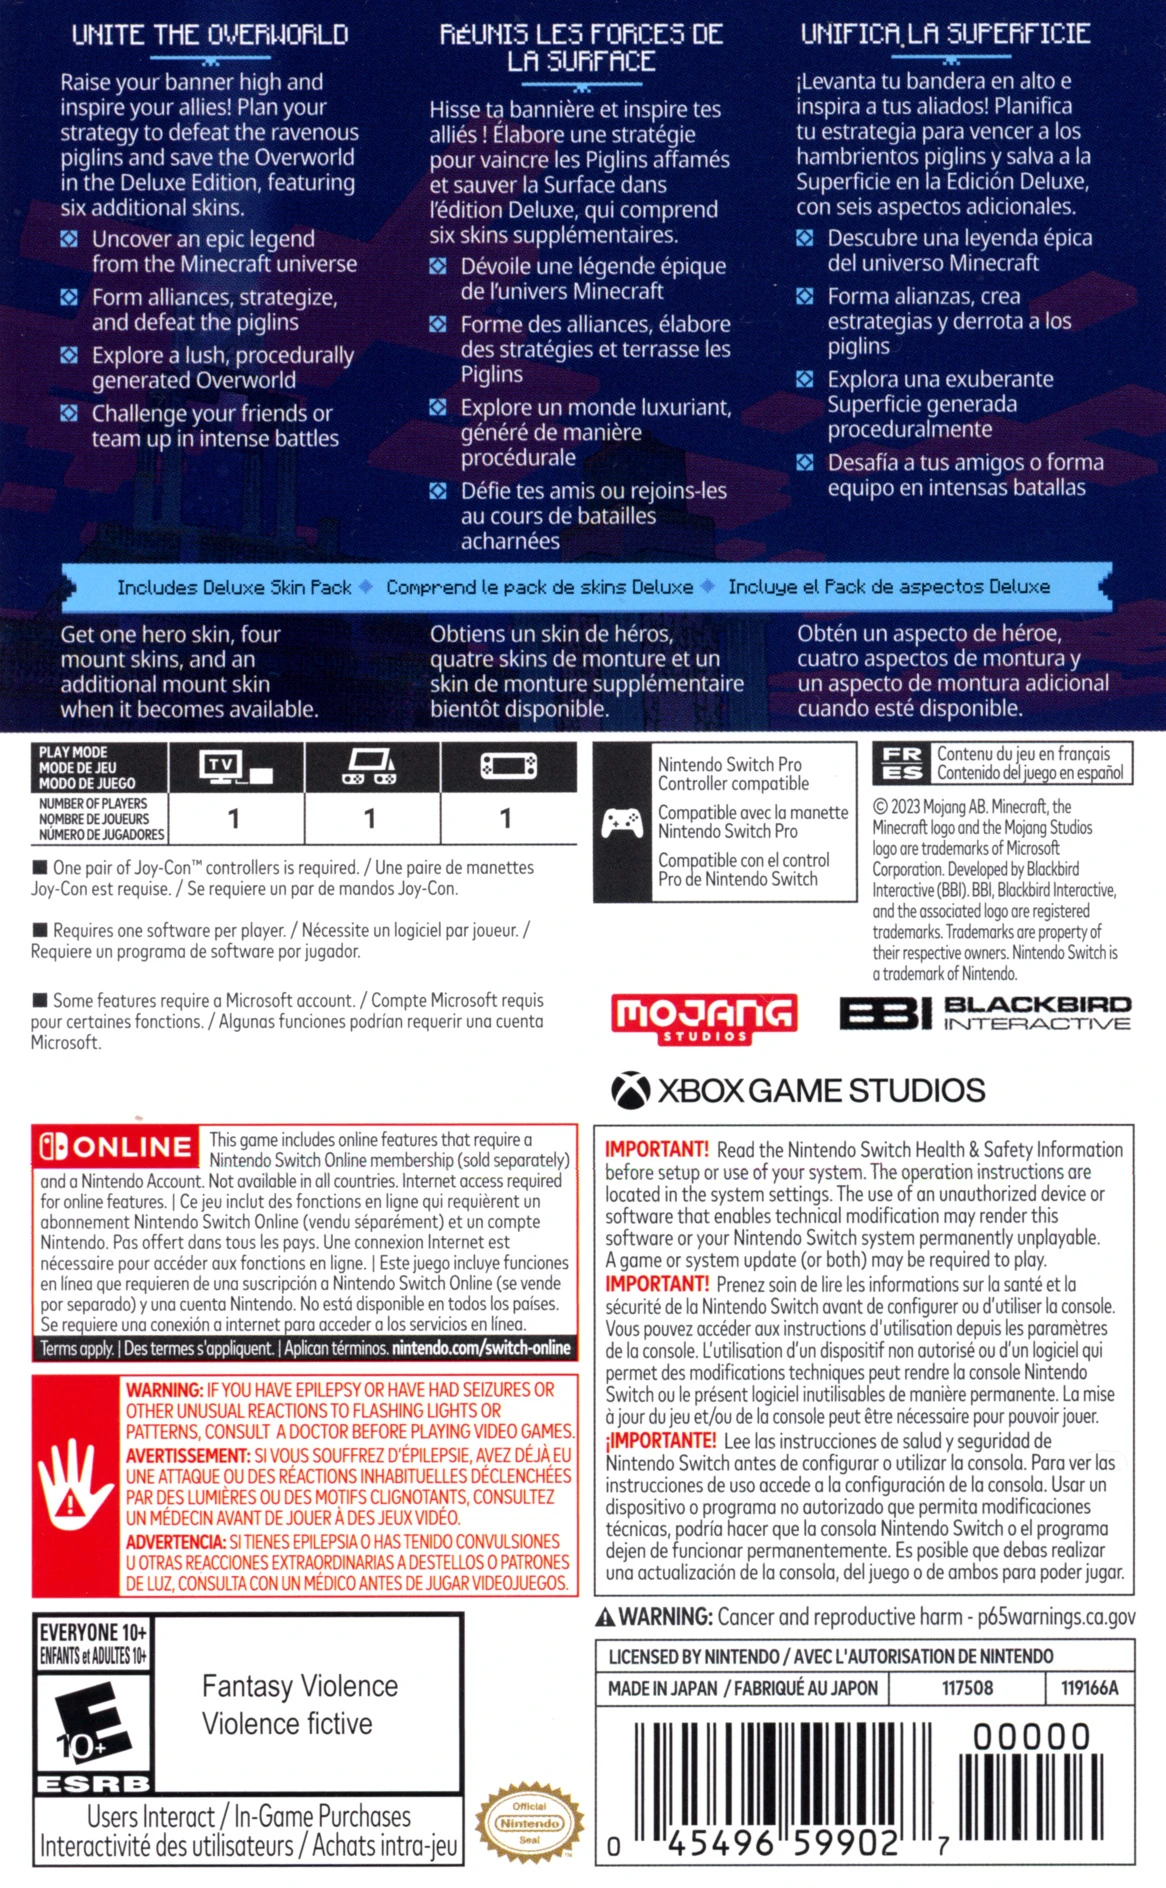 UNITE THE OVERWORLD
Raise your banner high and
inspire your allies! Plan your
strategy to defeat the ravenous
piglins and save the Overworld
in the Deluxe Edition, featuring
six additional skins.
Uncover an epic legend
from the Minecraft universe
Form alliances, strategize,
and defeat the piglins
Explore a lush, procedurally
generated Overworld
Challenge your friends or
team up in intense battles
RÉUNIS LES FORCES DE
LA SURFACE
Hisse ta bannière et inspire tes
alliés ! Élabore une stratégie
pour vaincre les Piglins affamés
et sauver la Surface dans
l'édition Deluxe, qui comprend
six skins supplémentaires.
Dévoile une légende épique
de l'univers Minecraft
Forme des alliances, élabore
des stratégies et terrasse les
Piglins
Explore un monde luxuriant,
généré de manière
procédurale
Défie tes amis ou rejoins-les
au cours de batailles
acharnées
UNIFICA LA SUPERFICIE
¡Levanta tu bandera en alto e
inspira a tus aliados! Planifica
tu estrategia para vencer a los
hambrientos piglins y salva a la
Superficie en la Edición Deluxe,
con seis aspectos adicionales.
Descubre una leyenda épica
del universo Minecraft
Forma alianzas, crea
estrategias y derrota a los
piglins
Explora una exuberante
Superficie generada
proceduralmente
Desafía a tus amigos o forma
equipo en intensas batallas
Includes Deluxe Skin Pack Comprend le pack de skins Deluxe Incluye el Pack de aspectos Deluxe
Get one hero skin, four
mount skins, and an
additional mount skin
when it becomes available.
Obtiens un skin de héros,
quatre skins de monture et un
skin de monture supplémentaire
bientôt disponible.
Obtén un aspecto de héroe,
cuatro aspectos de montura y
un aspecto de montura adicional
cuando esté disponible.
PLAY MODE
MODE DE JEU
MODO DE JUEGO
TV
NUMBER OF PLAYERS
NOMBRE DE JOUEURS
NÚMERO DE JUGADORES
1 1 1
■ One pair of Joy-Con™ controllers is required. / Une paire de manettes
Joy-Con est requise. / Se requiere un par de mandos Joy-Con.
■ Requires one software per player. / Nécessite un logiciel par joueur. /
Requiere un programa de software por jugador.
■ Some features require a Microsoft account. / Compte Microsoft requis
pour certaines fonctions. / Algunas funciones podrían requerir una cuenta
Microsoft.
Nintendo Switch Pro
Controller compatible
Compatible avec la manette
Nintendo Switch Pro
Compatible con el control
Pro de Nintendo Switch
FR Contenu du jeu en français
ES Contenido del juego en español
© 2023 Mojang AB. Minecraft, the
Minecraft logo and the Mojang Studios
logo are trademarks of Microsoft
Corporation. Developed by Blackbird
Interactive (BBI). BBI, Blackbird Interactive,
and the associated logo are registered
trademarks. Trademarks are property of
their respective owners. Nintendo Switch is
a trademark of Nintendo.
MOJANG
STUDIOS
BBI BLACKBIRD
INTERACTIVE
XBOX GAME STUDIOS
ONLINE This game includes online features that require a
Nintendo Switch Online membership (sold separately)
and a Nintendo Account. Not available in all countries. Internet access required
for online features. | Ce jeu inclut des fonctions en ligne qui requièrent un
abonnement Nintendo Switch Online (vendu séparément) et un compte
Nintendo. Pas offert dans tous les pays. Une connexion Internet est
nécessaire pour accéder aux fonctions en ligne. | Este juego incluye funciones
en línea que requieren de una suscripción a Nintendo Switch Online (se vende
por separado) y una cuenta Nintendo. No está disponible en todos los países.
Se requiere una conexión a internet para acceder a los servicios en línea.
Terms apply. | Des termes s'appliquent. | Aplican términos. nintendo.com/switch-online
WARNING: IF YOU HAVE EPILEPSY OR HAVE HAD SEIZURES OR
OTHER UNUSUAL REACTIONS TO FLASHING LIGHTS OR
PATTERNS, CONSULT A DOCTOR BEFORE PLAYING VIDEO GAMES.
AVERTISSEMENT: SI VOUS SOUFFREZ D'ÉPILEPSIE, AVEZ DÉJÀ EU
UNE ATTAQUE OU DES RÉACTIONS INHABITUELLES DÉCLENCHÉES
PAR DES LUMIÈRES OU DES MOTIFS CLIGNOTANTS, CONSULTEZ
UN MÉDECIN AVANT DE JOUER À DES JEUX VIDÉO.
ADVERTENCIA: SI TIENES EPILEPSIA O HAS TENIDO CONVULSIONES
U OTRAS REACCIONES EXTRAORDINARIAS A DESTELLOS O PATRONES
DE LUZ, CONSULTA CON UN MÉDICO ANTES DE JUGAR VIDEOJUEGOS.
IMPORTANT! Read the Nintendo Switch Health & Safety Information
before setup or use of your system. The operation instructions are
located in the system settings. The use of an unauthorized device or
software that enables technical modification may render this
software or your Nintendo Switch system permanently unplayable.
A game or system update (or both) may be required to play.
IMPORTANT! Prenez soin de lire les informations sur la santé et la
sécurité de la Nintendo Switch avant de configurer ou d'utiliser la console.
Vous pouvez accéder aux instructions d'utilisation depuis les paramètres
de la console. L'utilisation d'un dispositif non autorisé ou d'un logiciel qui
permet des modifications techniques peut rendre la console Nintendo
Switch ou le présent logiciel inutilisables de manière permanente. La mise
à jour du jeu et/ou de la console peut être nécessaire pour pouvoir jouer.
¡IMPORTANTE! Lee las instrucciones de salud y seguridad de
Nintendo Switch antes de configurar o utilizar la consola. Para ver las
instrucciones de uso accede a la configuración de la consola. Usar un
dispositivo o programa no autorizado que permita modificaciones
técnicas, podría hacer que la consola Nintendo Switch o el programa
dejen de funcionar permanentemente. Es posible que debas realizar
una actualización de la consola, del juego o de ambos para poder jugar.
WARNING: Cancer and reproductive harm - p65warnings.ca.gov
EVERYONE 10+
ENFANTS et ADULTES 10+
E
10+
ESRB
Fantasy Violence
Violence fictive
Users Interact / In-Game Purchases
Interactivité des utilisateurs / Achats intra-jeu
Official
Nintendo
Seal
LICENSED BY NINTENDO / AVEC L'AUTORISATION DE NINTENDO
MADE IN JAPAN / FABRIQUÉ AU JAPON 117508 119166A
00000
0 45496 59902 7